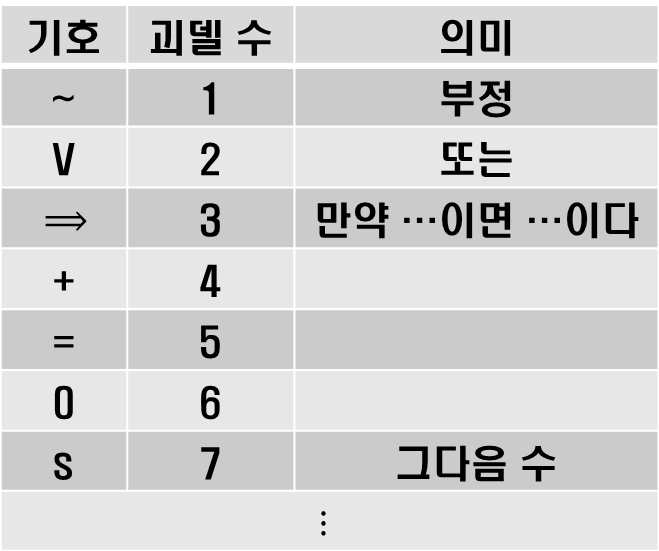 기호 괴델 수 의미
~ 1 부정
V 2 또는
⟹ 3 만약 …이면 …이다
+ 4
= 5
0 6
s 7 그다음 수
⋮